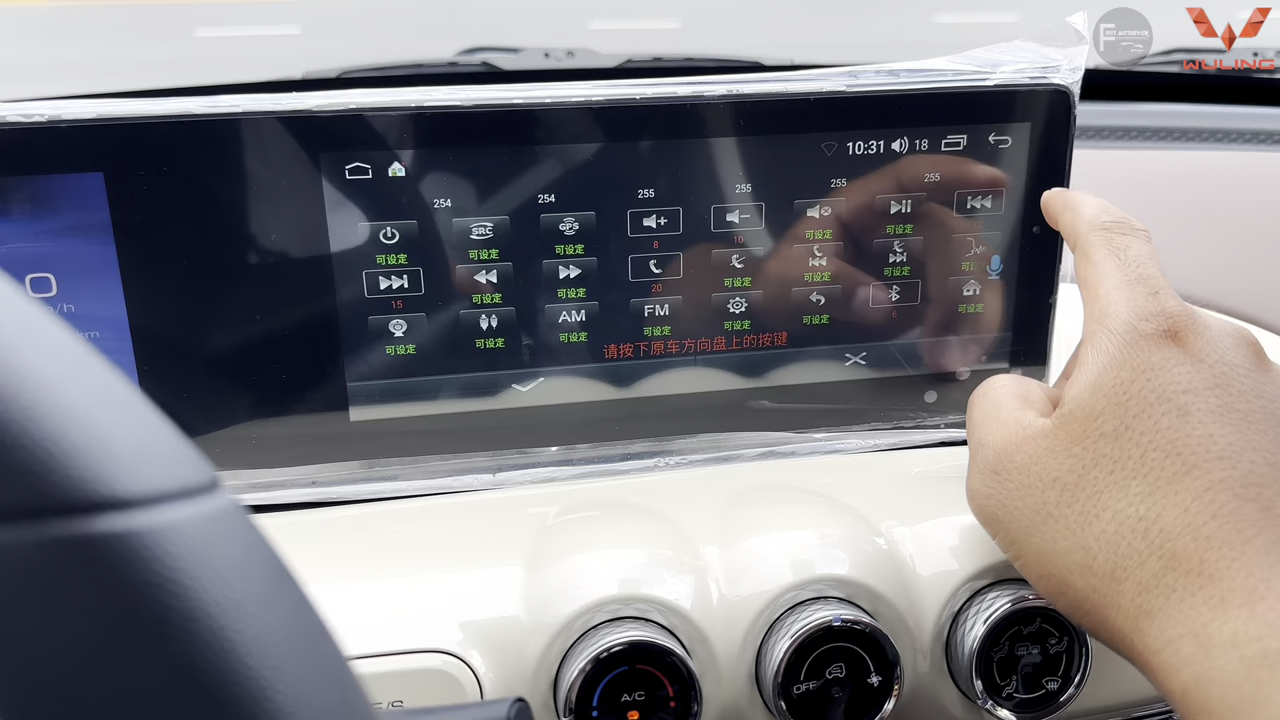 WULING
10:31 18
254 254 255 255 255 255
SRC GPS
可设定 可设定 可设定 8 10 可设定 可设定
15 可设定 可设定 20 可设定 可设定 可设定
AM FM
可设定 可设定 可设定 可设定 可设定 可设定 6 可设定
请按下原车方向盘上的按键
0
km
A/C
OFF